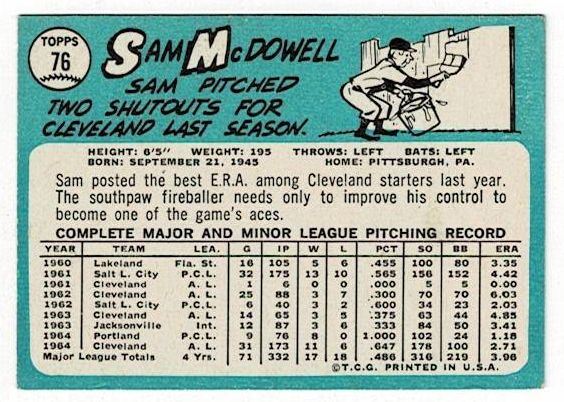 TOPPS
76
SAM McDOWELL
SAM PITCHED
TWO SHUTOUTS FOR
CLEVELAND LAST SEASON.
HEIGHT: 6'5" WEIGHT: 195 THROWS: LEFT BATS: LEFT
BORN: SEPTEMBER 21, 1945 HOME: PITTSBURGH, PA.
Sam posted the best E.R.A. among Cleveland starters last year.
The southpaw fireballer needs only to improve his control to
become one of the game's aces.
COMPLETE MAJOR AND MINOR LEAGUE PITCHING RECORD
YEAR TEAM LEA. G IP W L PCT SO BB ERA
1960 Lakeland Fla. St. 16 105 5 6 .455 100 80 3.35
1961 Salt L. City P.C.L. 32 175 13 10 .565 156 152 4.42
1961 Cleveland A. L. 1 6 0 0 .000 5 5 0.00
1962 Cleveland A. L. 25 88 3 7 .300 70 70 6.03
1962 Salt L. City P.C.L. 6 40 3 2 .600 34 23 2.03
1963 Cleveland A. L. 14 65 3 5 .375 63 44 4.85
1963 Jacksonville Int. 12 87 3 6 .333 84 50 3.41
1964 Portland P.C.L. 9 76 8 0 1.000 102 24 1.18
1964 Cleveland A. L. 31 173 11 6 .647 178 100 2.71
Major League Totals 4 Yrs. 71 332 17 18 .486 316 219 3.96
©T.C.G. PRINTED IN U.S.A.